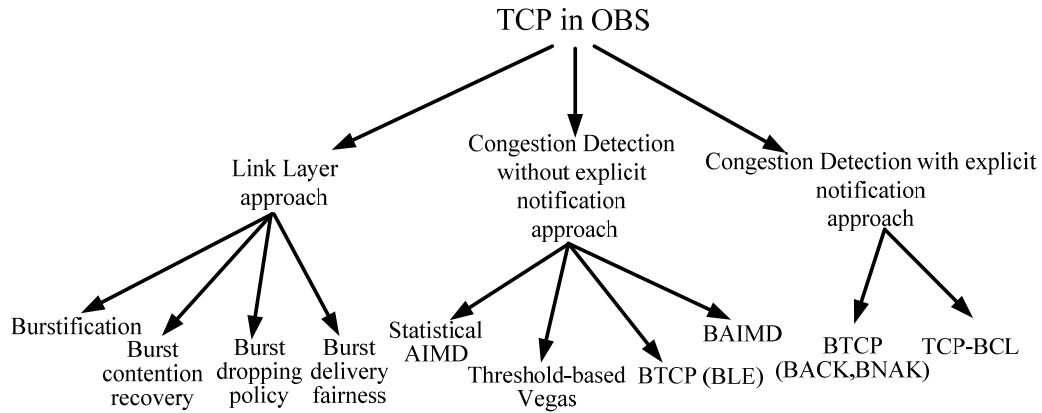 TCP in OBS
Link Layer
approach
Congestion Detection
without explicit
notification
approach
Congestion Detection with explicit
notification
approach
Burstification
Burst
contention
recovery
Burst
dropping
policy
Burst
delivery
fairness
Statistical
AIMD
Threshold-based
Vegas
BTCP (BLE)
BAIMD
BTCP
(BACK,BNAK)
TCP-BCL